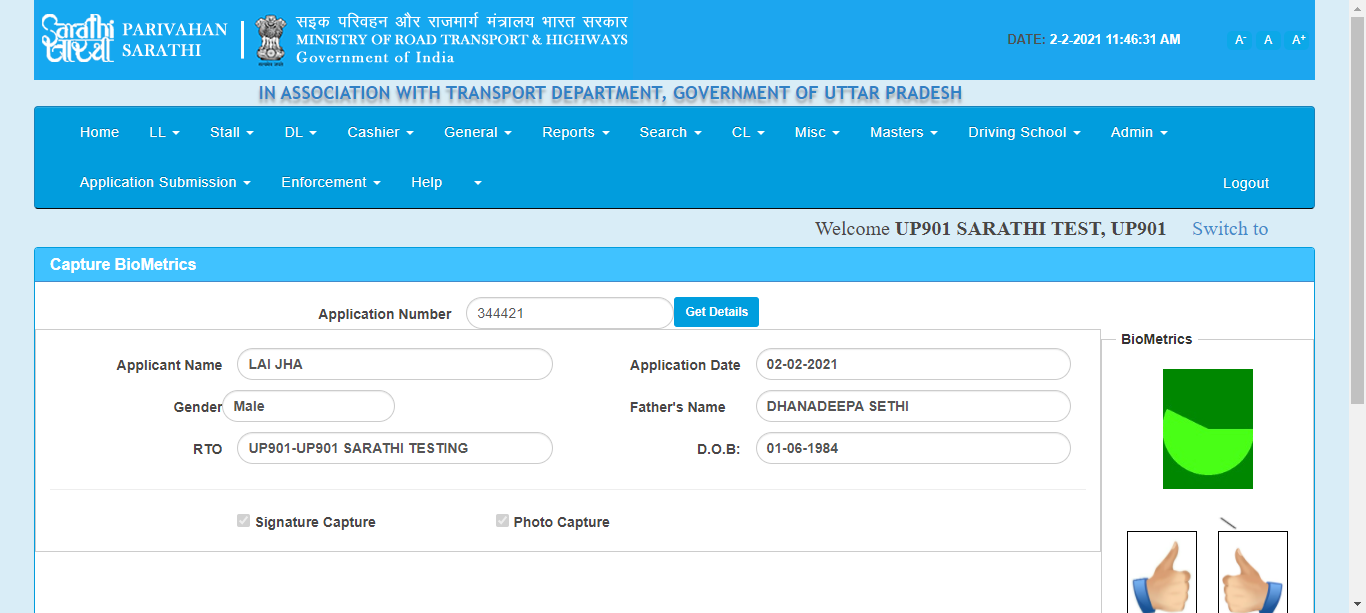 Sarathi
सारथी
PARIVAHAN
SARATHI
सड़क परिवहन और राजमार्ग मंत्रालय भारत सरकार
MINISTRY OF ROAD TRANSPORT & HIGHWAYS
Government of India
DATE: 2-2-2021 11:46:31 AM
A- A A+
IN ASSOCIATION WITH TRANSPORT DEPARTMENT, GOVERNMENT OF UTTAR PRADESH
Home LL Stall DL Cashier General Reports Search CL Misc Masters Driving School Admin
Application Submission Enforcement Help Logout
Welcome UP901 SARATHI TEST, UP901 Switch to
Capture BioMetrics
Application Number 344421 Get Details
BioMetrics
Applicant Name LAI JHA Application Date 02-02-2021
Gender Male Father's Name DHANADEEPA SETHI
RTO UP901-UP901 SARATHI TESTING D.O.B: 01-06-1984
Signature Capture Photo Capture